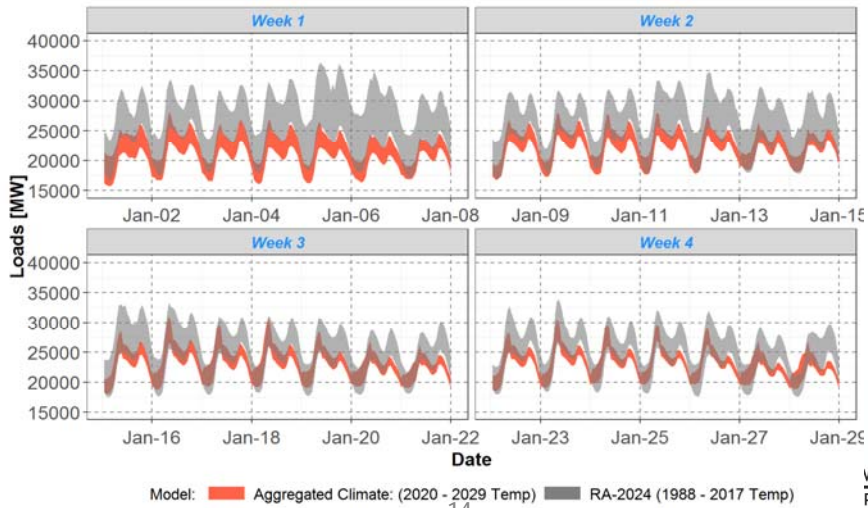 Week 1
Week 2
40000
35000
30000
25000
20000
15000
Jan-02
Jan-04
Jan-06
Jan-08
Jan-09
Jan-11
Jan-13
Jan-15
Loads [MW]
Week 3
Week 4
40000
35000
30000
25000
20000
15000
Jan-16
Jan-18
Jan-20
Jan-22
Jan-23
Jan-25
Jan-27
Jan-29
Date
Model: Aggregated Climate: (2020 - 2029 Temp) RA-2024 (1988 - 2017 Temp)